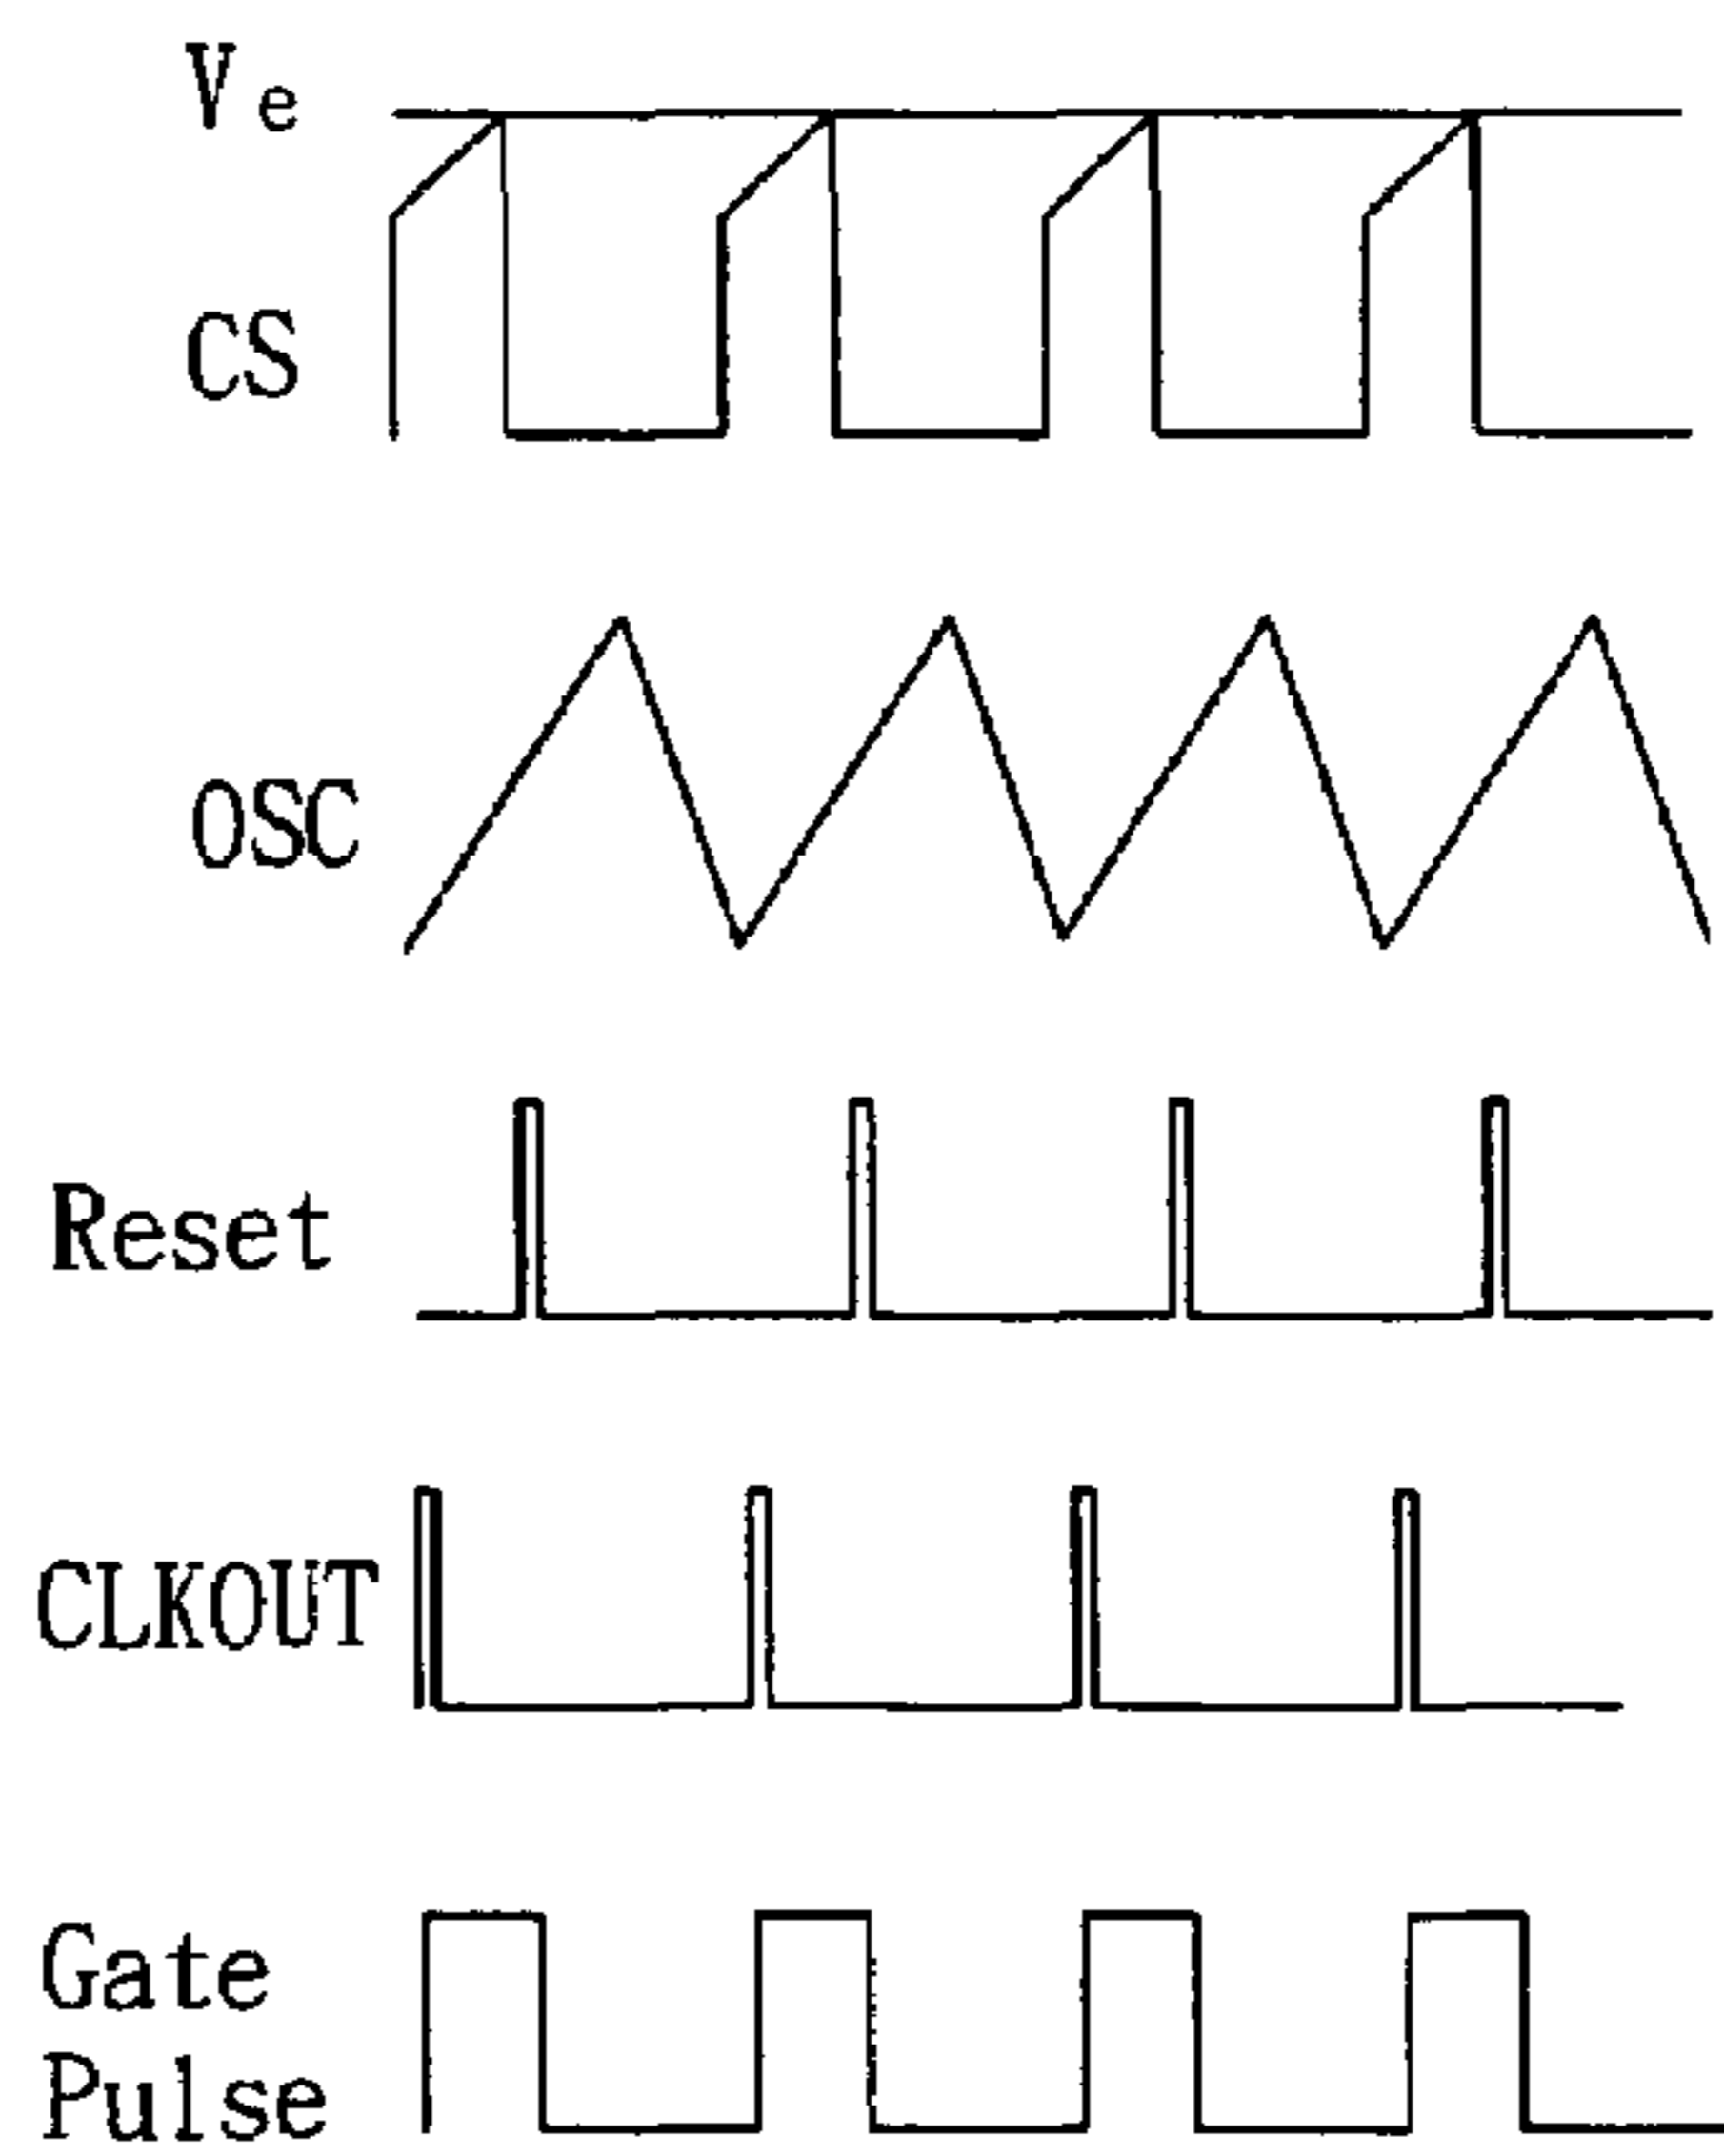 Ve
CS
OSC
Reset
CLKOUT
Gate
Pulse